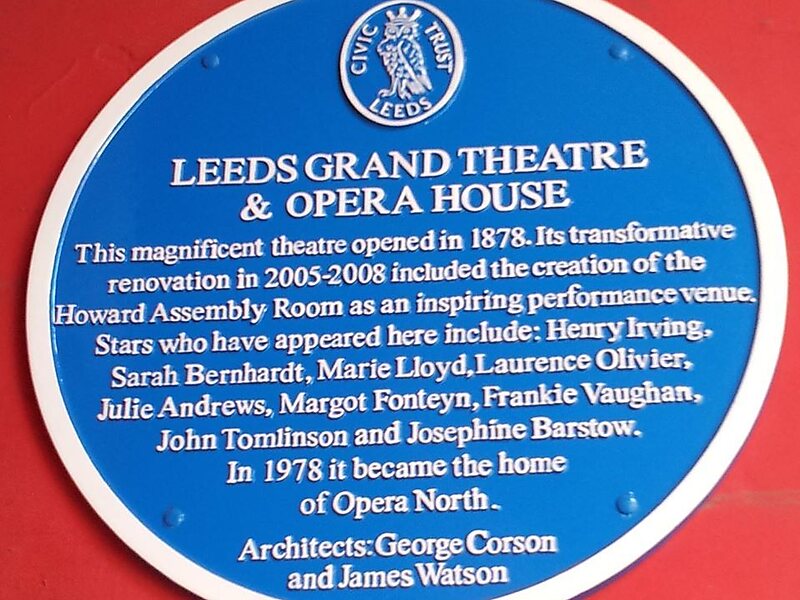 CIVIC TRUST
LEEDS
LEEDS GRAND THEATRE
& OPERA HOUSE
This magnificent theatre opened in 1878. Its transformative
renovation in 2005-2008 included the creation of the
Howard Assembly Room as an inspiring performance venue.
Stars who have appeared here include: Henry Irving,
Sarah Bernhardt, Marie Lloyd, Laurence Olivier,
Julie Andrews, Margot Fonteyn, Frankie Vaughan,
John Tomlinson and Josephine Barstow.
In 1978 it became the home
of Opera North.
Architects: George Corson
and James Watson